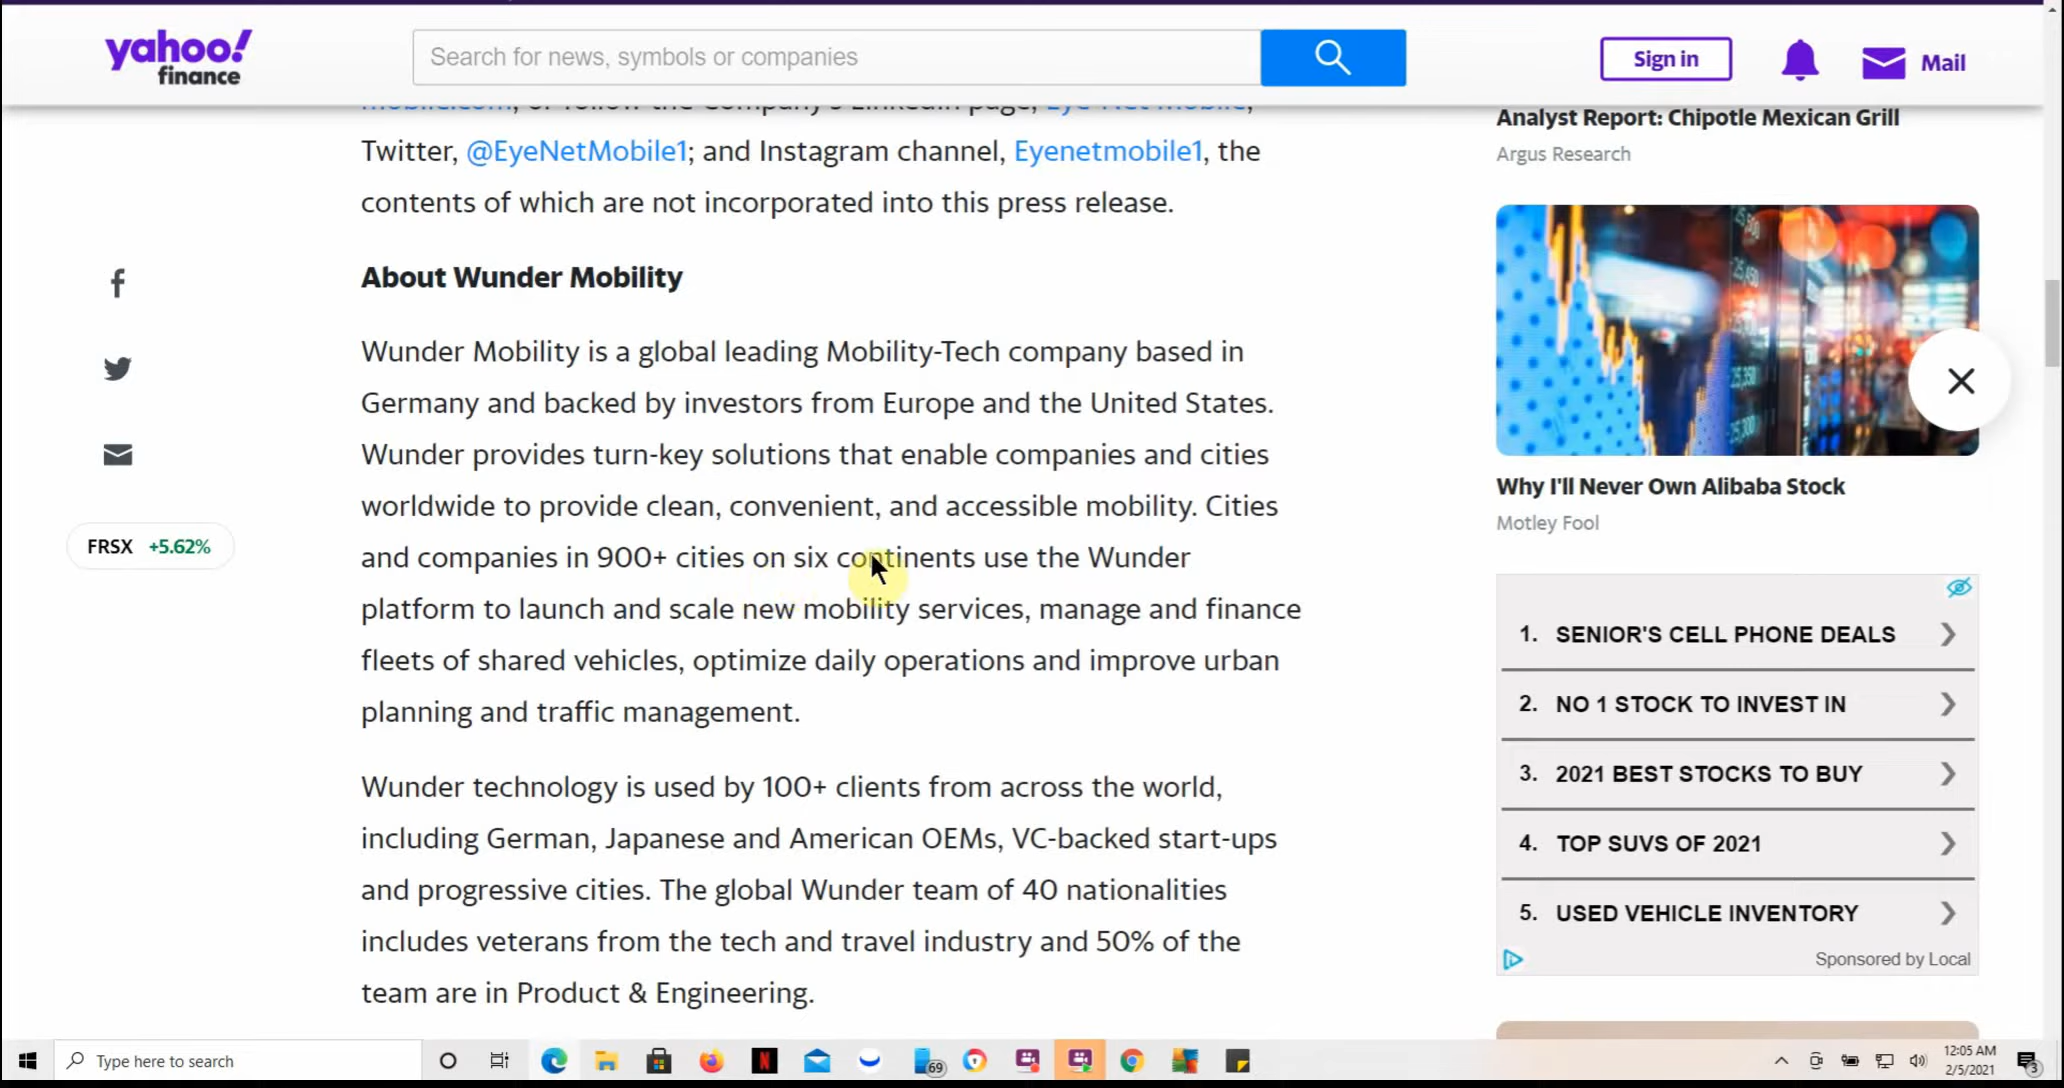 yahoo!
finance
Search for news, symbols or companies
Sign in
Mail
Twitter, @EyeNetMobile1; and Instagram channel, Eyenetmobile1, the
contents of which are not incorporated into this press release.
About Wunder Mobility
Wunder Mobility is a global leading Mobility-Tech company based in
Germany and backed by investors from Europe and the United States.
Wunder provides turn-key solutions that enable companies and cities
worldwide to provide clean, convenient, and accessible mobility. Cities
and companies in 900+ cities on six continents use the Wunder
platform to launch and scale new mobility services, manage and finance
fleets of shared vehicles, optimize daily operations and improve urban
planning and traffic management.
Wunder technology is used by 100+ clients from across the world,
including German, Japanese and American OEMs, VC-backed start-ups
and progressive cities. The global Wunder team of 40 nationalities
includes veterans from the tech and travel industry and 50% of the
team are in Product & Engineering.
FRSX +5.62%
Analyst Report: Chipotle Mexican Grill
Argus Research
Why I'll Never Own Alibaba Stock
Motley Fool
1. SENIOR'S CELL PHONE DEALS
2. NO 1 STOCK TO INVEST IN
3. 2021 BEST STOCKS TO BUY
4. TOP SUVS OF 2021
5. USED VEHICLE INVENTORY
Sponsored by Local
Type here to search
69
12:05 AM
2/5/2021
3